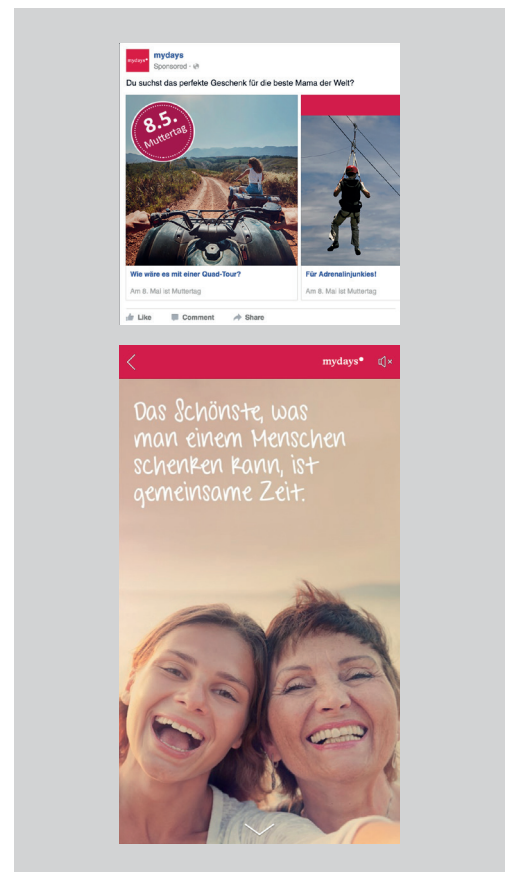 mydays
mydays
Sponsored ·
Du suchst das perfekte Geschenk für die beste Mama der Welt?
8.5.
Muttertag
Wie wäre es mit einer Quad-Tour?
Am 8. Mai ist Muttertag
Für Adrenalinjunkies!
Am 8. Mai ist Muttertag
Like
Comment
Share
mydays
Das Schönste, was
man einem Menschen
schenken kann, ist
gemeinsame Zeit.